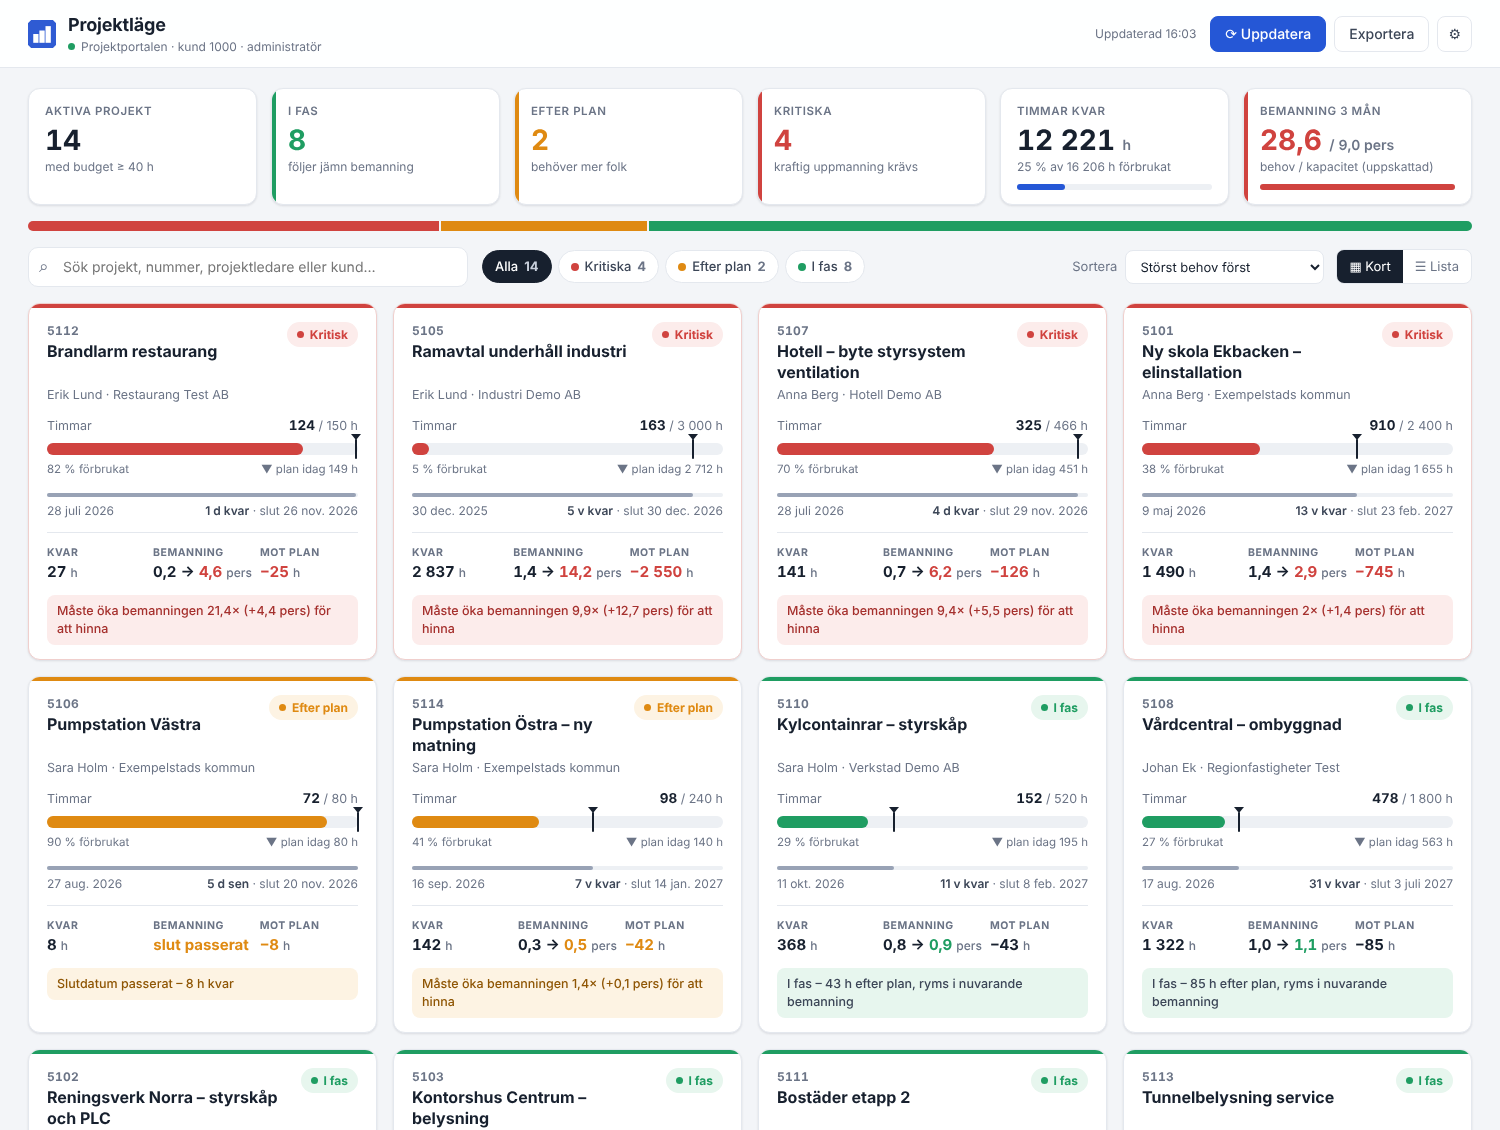 Projektläge
Projektportalen · kund 1000 · administratör
Uppdaterad 16:03
⟳ Uppdatera
Exportera
⚙
AKTIVA PROJEKT
14
med budget ≥ 40 h
I FAS
8
följer jämn bemanning
EFTER PLAN
2
behöver mer folk
KRITISKA
4
kraftig uppmanning krävs
TIMMAR KVAR
12 221 h
25 % av 16 206 h förbrukat
BEMANNING 3 MÅN
28,6 / 9,0 pers
behov / kapacitet (uppskattad)
Sök projekt, nummer, projektledare eller kund...
Alla 14
Kritiska 4
Efter plan 2
I fas 8
Sortera
Störst behov först
▦ Kort
☰ Lista
5112
Kritisk
Brandlarm restaurang
Erik Lund · Restaurang Test AB
Timmar 124 / 150 h
82 % förbrukat ▼ plan idag 149 h
28 juli 2026 1 d kvar · slut 26 nov. 2026
KVAR BEMANNING MOT PLAN
27 h 0,2 → 4,6 pers −25 h
Måste öka bemanningen 21,4× (+4,4 pers) för
att hinna
5105
Kritisk
Ramavtal underhåll industri
Erik Lund · Industri Demo AB
Timmar 163 / 3 000 h
5 % förbrukat ▼ plan idag 2 712 h
30 dec. 2025 5 v kvar · slut 30 dec. 2026
KVAR BEMANNING MOT PLAN
2 837 h 1,4 → 14,2 pers −2 550 h
Måste öka bemanningen 9,9× (+12,7 pers) för att
hinna
5107
Kritisk
Hotell – byte styrsystem
ventilation
Anna Berg · Hotell Demo AB
Timmar 325 / 466 h
70 % förbrukat ▼ plan idag 451 h
28 juli 2026 4 d kvar · slut 29 nov. 2026
KVAR BEMANNING MOT PLAN
141 h 0,7 → 6,2 pers −126 h
Måste öka bemanningen 9,4× (+5,5 pers) för att
hinna
5101
Kritisk
Ny skola Ekbacken –
elinstallation
Anna Berg · Exempelstads kommun
Timmar 910 / 2 400 h
38 % förbrukat ▼ plan idag 1 655 h
9 maj 2026 13 v kvar · slut 23 feb. 2027
KVAR BEMANNING MOT PLAN
1 490 h 1,4 → 2,9 pers −745 h
Måste öka bemanningen 2× (+1,4 pers) för att
hinna
5106
Efter plan
Pumpstation Västra
Sara Holm · Exempelstads kommun
Timmar 72 / 80 h
90 % förbrukat ▼ plan idag 80 h
27 aug. 2026 5 d sen · slut 20 nov. 2026
KVAR BEMANNING MOT PLAN
8 h slut passerat −8 h
Slutdatum passerat – 8 h kvar
5114
Efter plan
Pumpstation Östra – ny
matning
Sara Holm · Exempelstads kommun
Timmar 98 / 240 h
41 % förbrukat ▼ plan idag 140 h
16 sep. 2026 7 v kvar · slut 14 jan. 2027
KVAR BEMANNING MOT PLAN
142 h 0,3 → 0,5 pers −42 h
Måste öka bemanningen 1,4× (+0,1 pers) för att
hinna
5110
I fas
Kylcontainrar – styrskåp
Sara Holm · Verkstad Demo AB
Timmar 152 / 520 h
29 % förbrukat ▼ plan idag 195 h
11 okt. 2026 11 v kvar · slut 8 feb. 2027
KVAR BEMANNING MOT PLAN
368 h 0,8 → 0,9 pers −43 h
I fas – 43 h efter plan, ryms i nuvarande
bemanning
5108
I fas
Vårdcentral – ombyggnad
Johan Ek · Regionfastigheter Test
Timmar 478 / 1 800 h
27 % förbrukat ▼ plan idag 563 h
17 aug. 2026 31 v kvar · slut 3 juli 2027
KVAR BEMANNING MOT PLAN
1 322 h 1,0 → 1,1 pers −85 h
I fas – 85 h efter plan, ryms i nuvarande
bemanning
5102
I fas
Reningsverk Norra – styrskåp
och PLC
5103
I fas
Kontorshus Centrum –
belysning
5111
I fas
Bostäder etapp 2
5113
I fas
Tunnelbelysning service